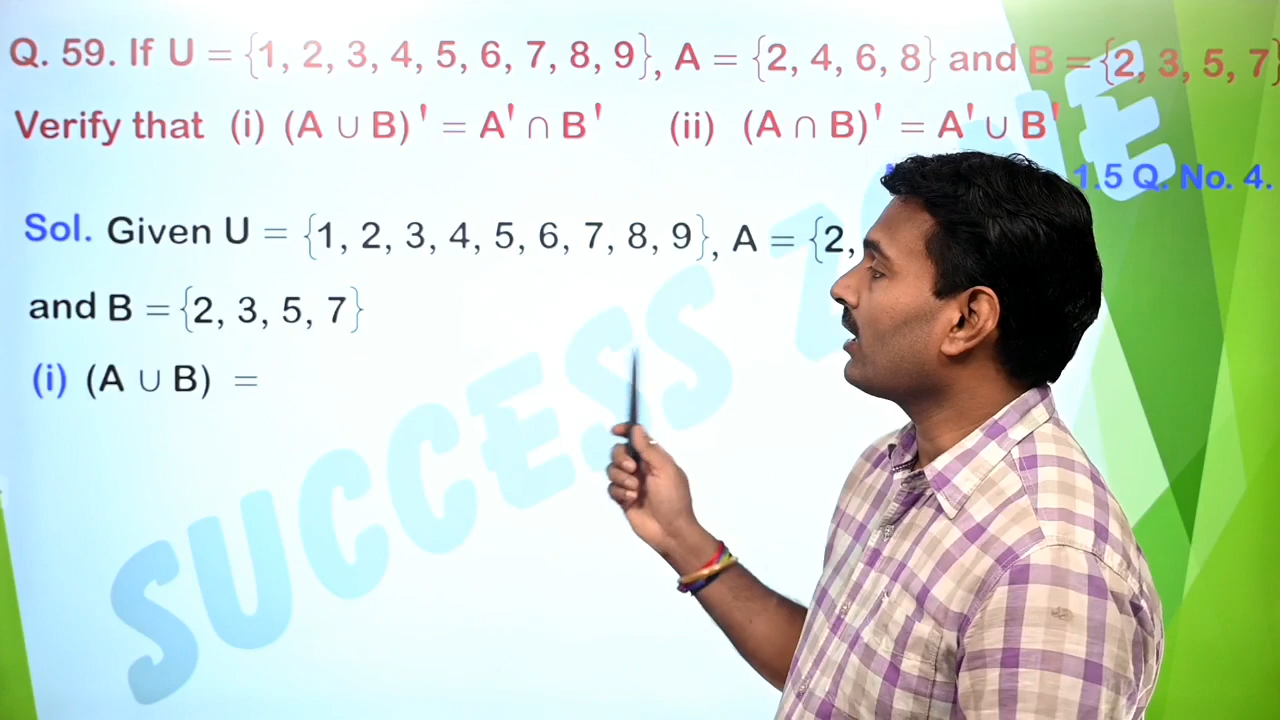 Q. 59. If U = {1, 2, 3, 4, 5, 6, 7, 8, 9}, A = {2, 4, 6, 8} and B = {2, 3, 5, 7}
Verify that (i) (A ∪ B)' = A' ∩ B' (ii) (A ∩ B)' = A' ∪ B'
1.5 Q. No. 4.
Sol. Given U = {1, 2, 3, 4, 5, 6, 7, 8, 9}, A = {2,
and B = {2, 3, 5, 7}
(i) (A ∪ B) =
SUCCESS ZONE